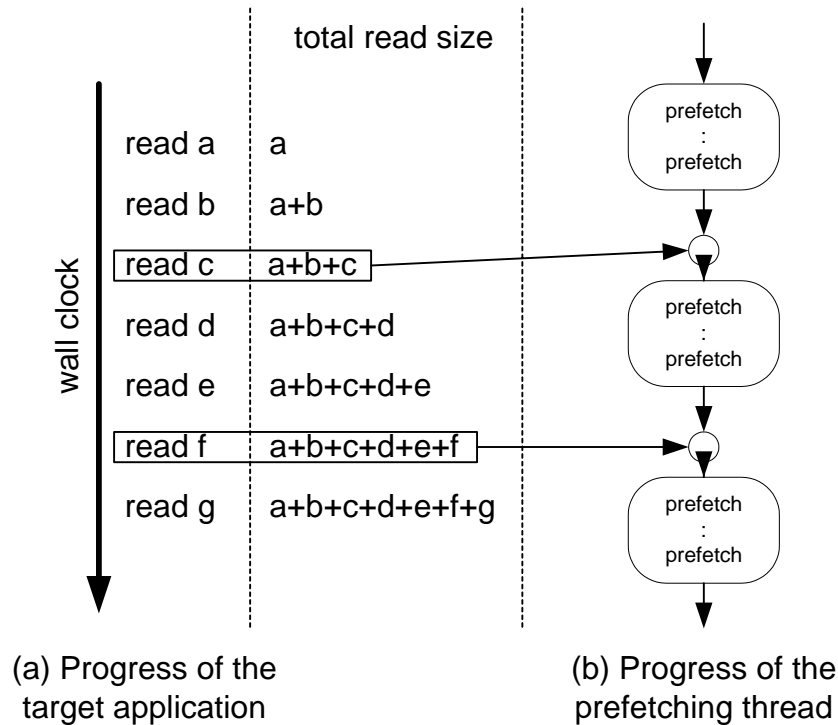 total read size
wall clock
read a a
read b a+b
read c a+b+c
read d a+b+c+d
read e a+b+c+d+e
read f a+b+c+d+e+f
read g a+b+c+d+e+f+g
prefetch
:
prefetch
prefetch
:
prefetch
prefetch
:
prefetch
(a) Progress of the
target application
(b) Progress of the
prefetching thread